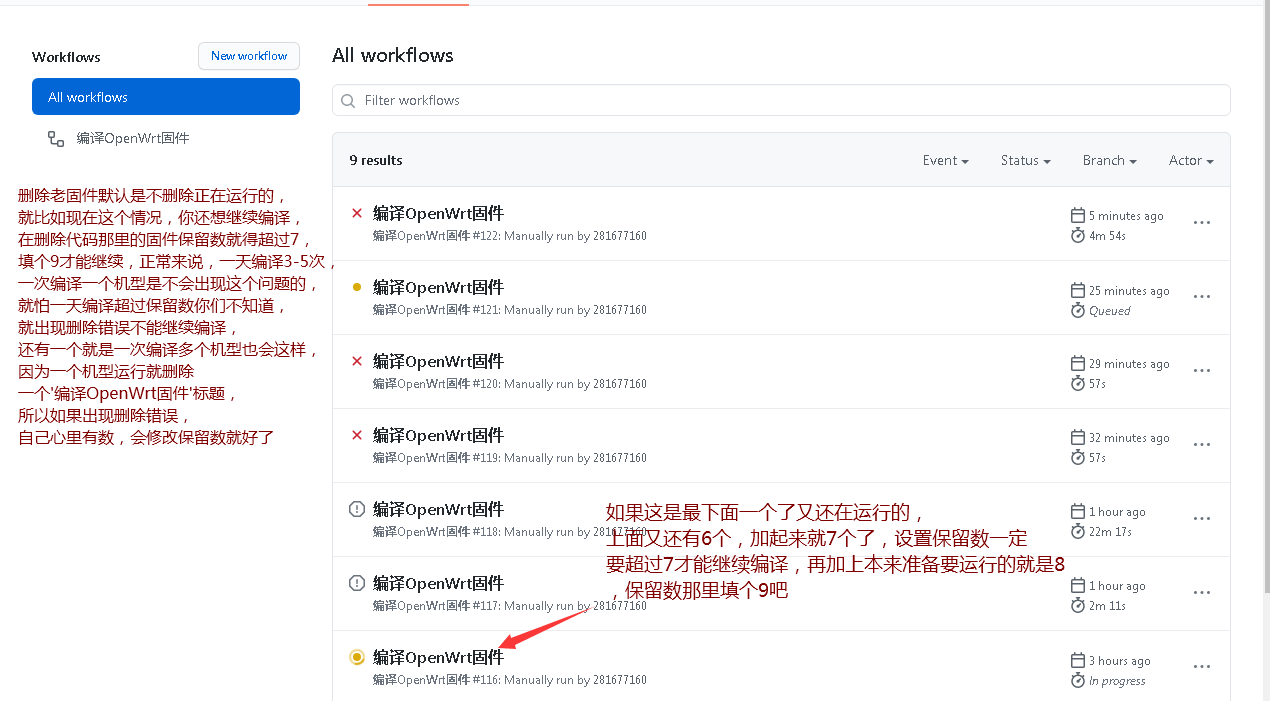 Workflows
New workflow
All workflows
编译OpenWrt固件
删除老固件默认是不删除正在运行的，
就比如现在这个情况，你还想继续编译，
在删除代码那里的固件保留数就得超过7，
填个9才能继续，正常来说，一天编译3-5次，
一次编译一个机型是不会出现这个问题的，
就怕一天编译超过保留数你们不知道，
就出现删除错误不能继续编译，
还有一个就是一次编译多个机型也会这样，
因为一个机型运行就删除
一个'编译OpenWrt固件'标题，
所以如果出现删除错误，
自己心里有数，会修改保留数就好了
All workflows
Filter workflows
9 results
Event
Status
Branch
Actor
编译OpenWrt固件
编译OpenWrt固件 #122: Manually run by 281677160
5 minutes ago
4m 54s
编译OpenWrt固件
编译OpenWrt固件 #121: Manually run by 281677160
25 minutes ago
Queued
编译OpenWrt固件
编译OpenWrt固件 #120: Manually run by 281677160
29 minutes ago
57s
编译OpenWrt固件
编译OpenWrt固件 #119: Manually run by 281677160
32 minutes ago
57s
编译OpenWrt固件
编译OpenWrt固件 #118: Manually run by 281677160
1 hour ago
22m 17s
如果这是最下面一个了又还在运行的，
上面又还有6个，加起来就7个了，设置保留数一定
要超过7才能继续编译，再加上本来准备要运行的就是8
，保留数那里填个9吧
编译OpenWrt固件
编译OpenWrt固件 #117: Manually run by 281677160
1 hour ago
2m 11s
编译OpenWrt固件
编译OpenWrt固件 #116: Manually run by 281677160
3 hours ago
In progress